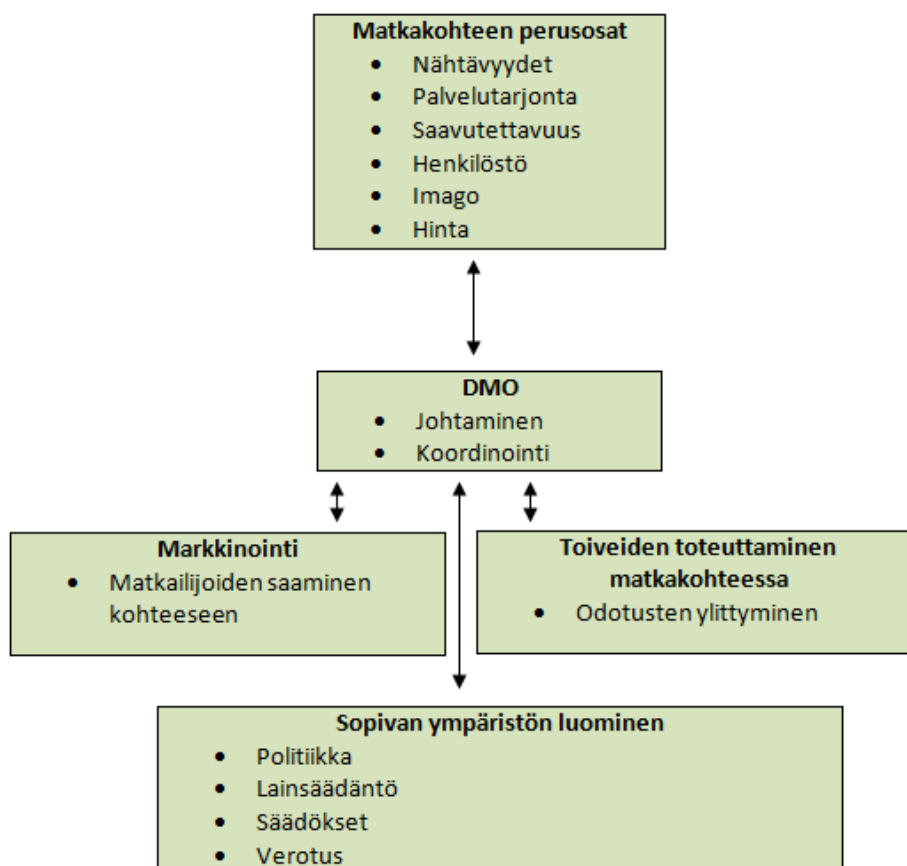 Matkakohteen perusosat
• Nähtävyydet
• Palvelutarjonta
• Saavutettavuus
• Henkilöstö
• Imago
• Hinta
DMO
• Johtaminen
• Koordinointi
Markkinointi
• Matkailijoiden saaminen
kohteeseen
Toiveiden toteuttaminen
matkakohteessa
• Odotusten ylittyminen
Sopivan ympäristön luominen
• Politiikka
• Lainsäädäntö
• Säädökset
• Verotus